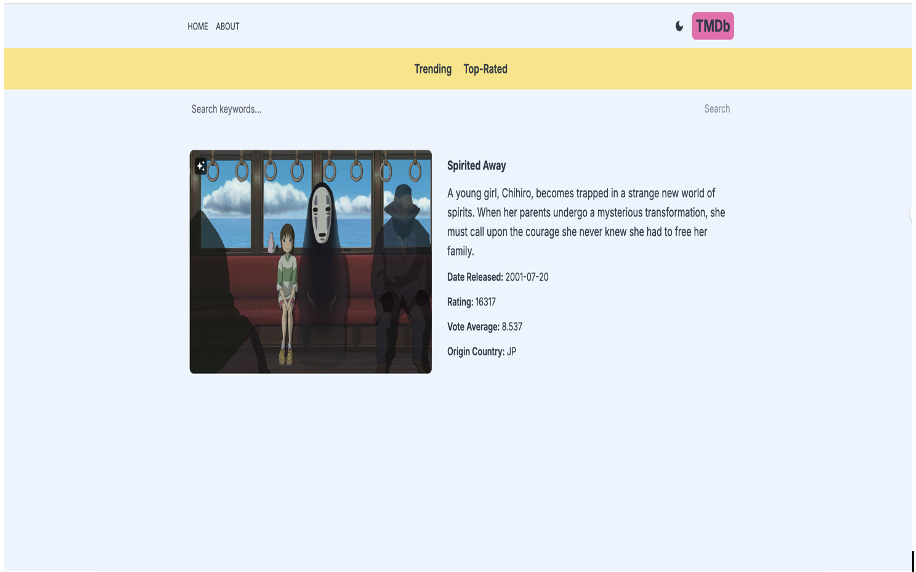 HOME ABOUT TMDb
Trending Top-Rated
Search keywords... Search
Spirited Away
A young girl, Chihiro, becomes trapped in a strange new world of
spirits. When her parents undergo a mysterious transformation, she
must call upon the courage she never knew she had to free her
family.
Date Released: 2001-07-20
Rating: 16317
Vote Average: 8.537
Origin Country: JP